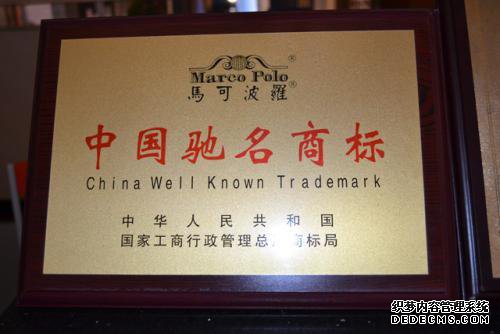 Marco Polo®
馬可波羅®
中国驰名商标
China Well Known Trademark
中华人民共和国
国家工商行政管理总局商标局
织梦内容管理系统
DEDECMS.COM